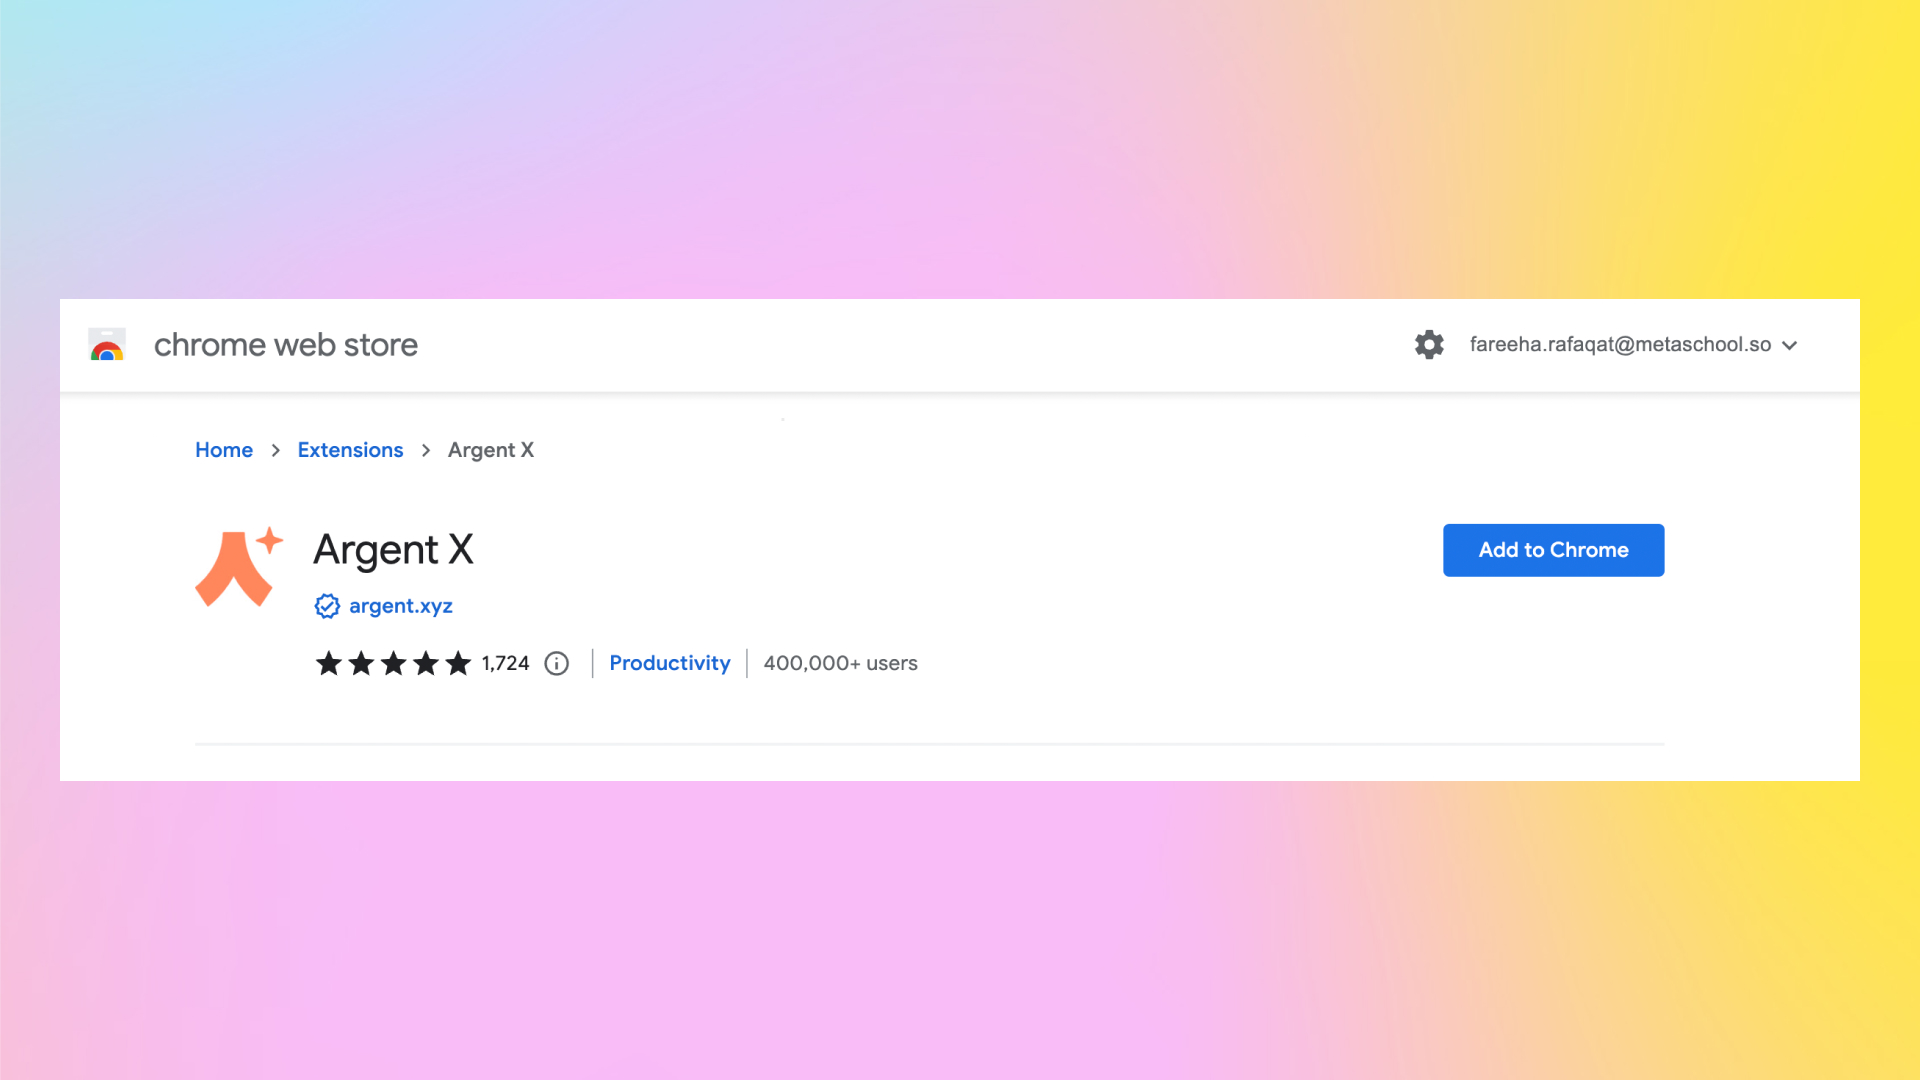 chrome web store
fareeha.rafaqat@metaschool.so
Home > Extensions > Argent X
Argent X
Add to Chrome
argent.xyz
1,724 | Productivity | 400,000+ users